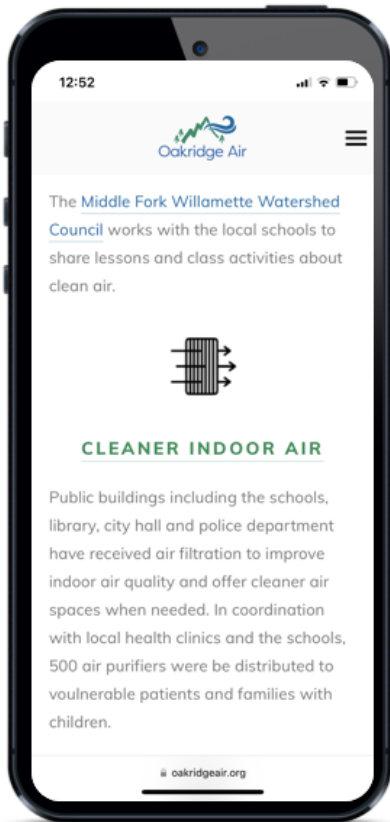 12:52
Oakridge Air
The Middle Fork Willamette Watershed
Council works with the local schools to
share lessons and class activities about
clean air.
CLEANER INDOOR AIR
Public buildings including the schools,
library, city hall and police department
have received air filtration to improve
indoor air quality and offer cleaner air
spaces when needed. In coordination
with local health clinics and the schools,
500 air purifiers were be distributed to
voulnerable patients and families with
children.
oakridgeair.org